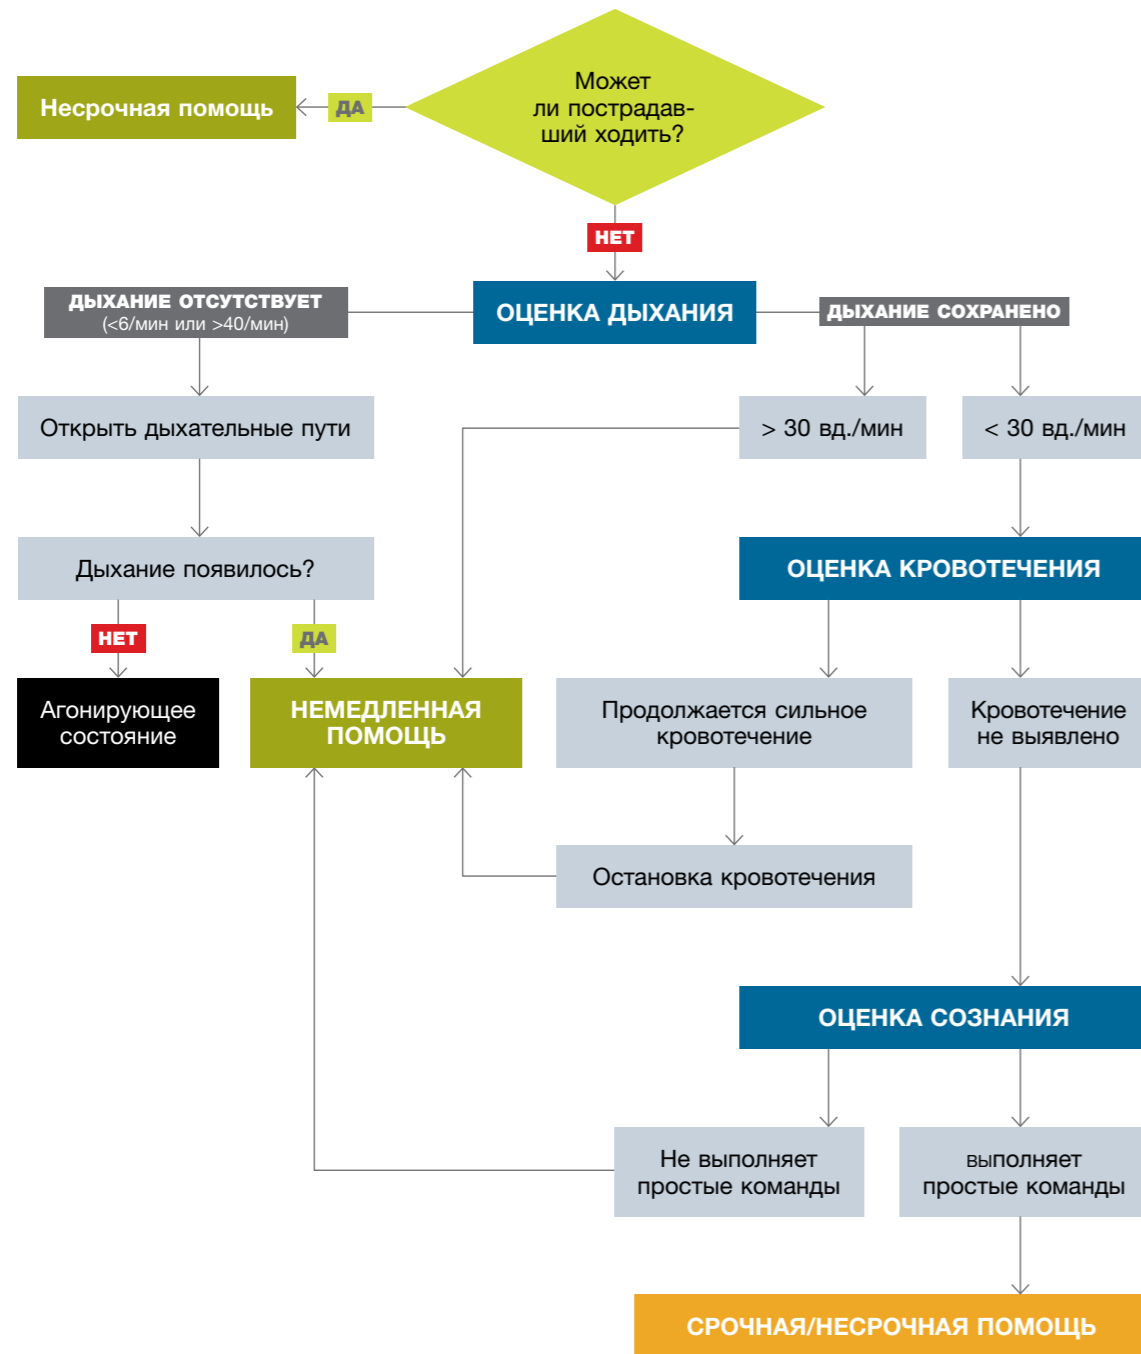 Может
ли пострадав-
ший ходить?
Несрочная помощь
ДА
НЕТ
ДЫХАНИЕ ОТСУТСТВУЕТ
(<6/мин или >40/мин)
ОЦЕНКА ДЫХАНИЯ
ДЫХАНИЕ СОХРАНЕНО
Открыть дыхательные пути
> 30 вд./мин
< 30 вд./мин
Дыхание появилось?
ОЦЕНКА КРОВОТЕЧЕНИЯ
НЕТ
ДА
Агонирующее
состояние
НЕМЕДЛЕННАЯ
ПОМОЩЬ
Продолжается сильное
кровотечение
Кровотечение
не выявлено
Остановка кровотечения
ОЦЕНКА СОЗНАНИЯ
Не выполняет
простые команды
выполняет
простые команды
СРОЧНАЯ/НЕСРОЧНАЯ ПОМОЩЬ